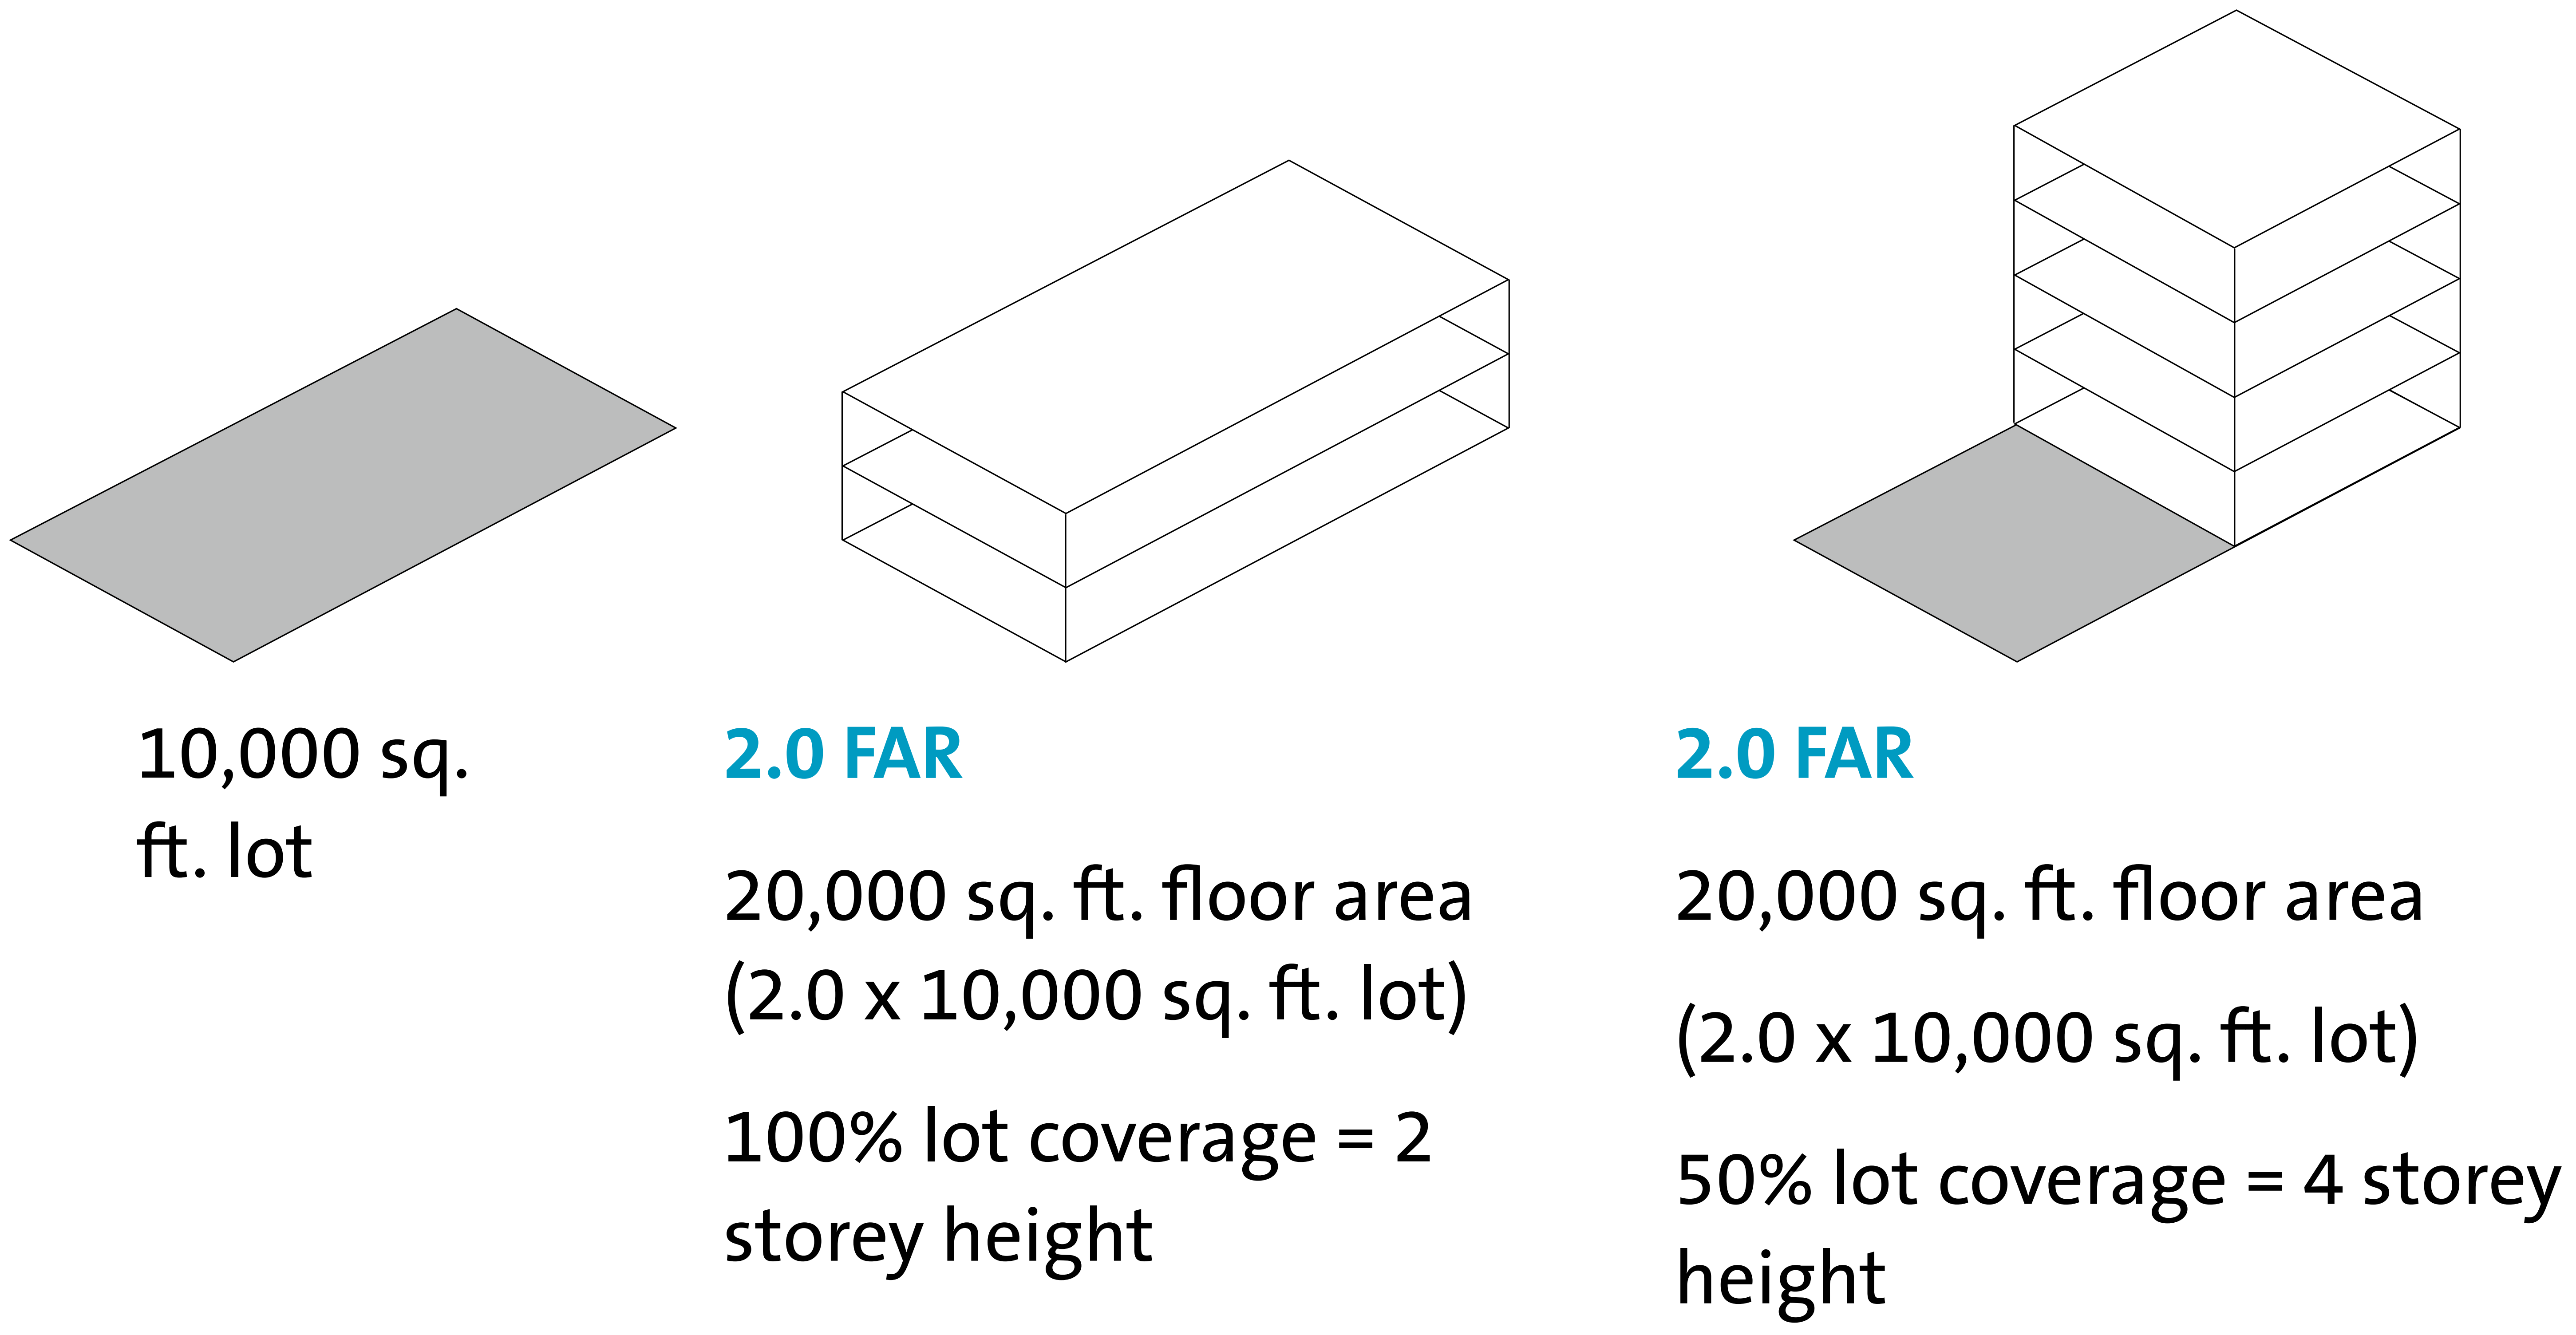 10,000 sq.
ft. lot
2.0 FAR
20,000 sq. ft. floor area
(2.0 x 10,000 sq. ft. lot)
100% lot coverage = 2
storey height
2.0 FAR
20,000 sq. ft. floor area
(2.0 x 10,000 sq. ft. lot)
50% lot coverage = 4 storey
height